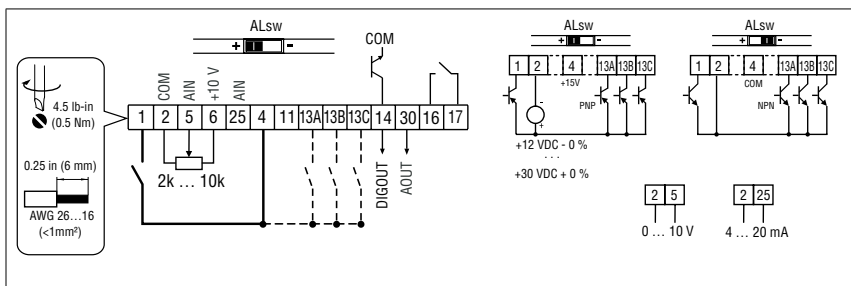 ALsw
+ -
4.5 lb-in
(0.5 Nm)
0.25 in (6 mm)
AWG 26...16
(<1mm²)
COM
AIN
+10 V
AIN
COM
1 2 5 6 25 4 11 13A 13B 13C 14 30 16 17
2k ... 10k
DIGOUT
AOUT
ALsw
+ -
1 2 4 13A 13B 13C
+15V
PNP
-
+
+12 VDC - 0 %
...
+30 VDC + 0 %
ALsw
+ -
1 2 4 13A 13B 13C
COM
NPN
2 5
0 ... 10 V
2 25
4 ... 20 mA